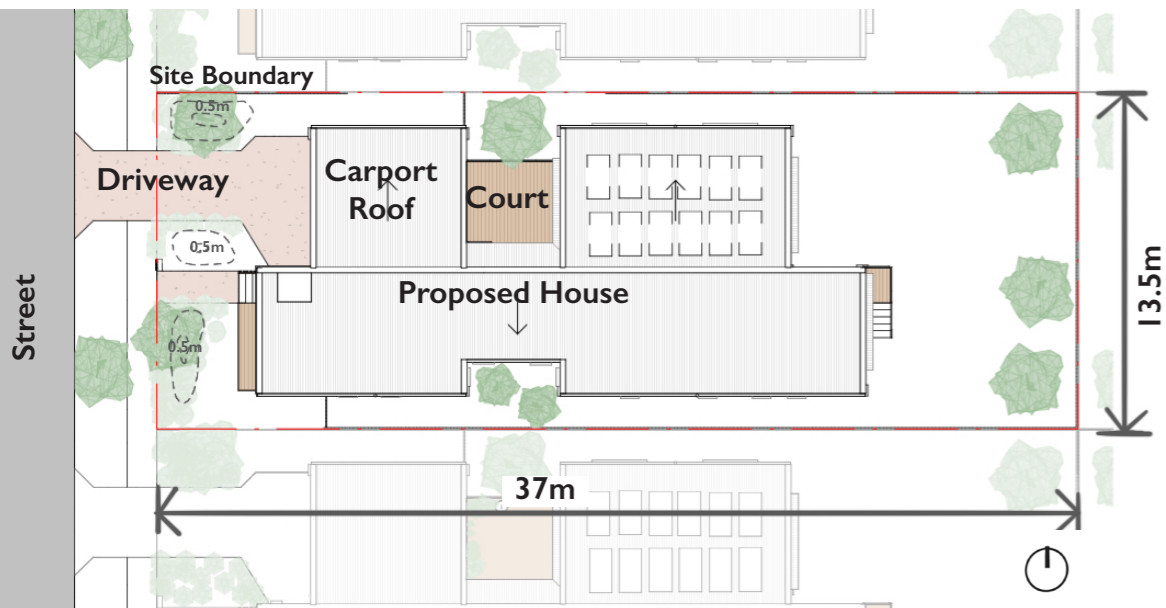 Site Boundary
0.5m
Driveway
Carport
Roof
Court
0.5m
Proposed House
Street
0.5m
13.5m
37m